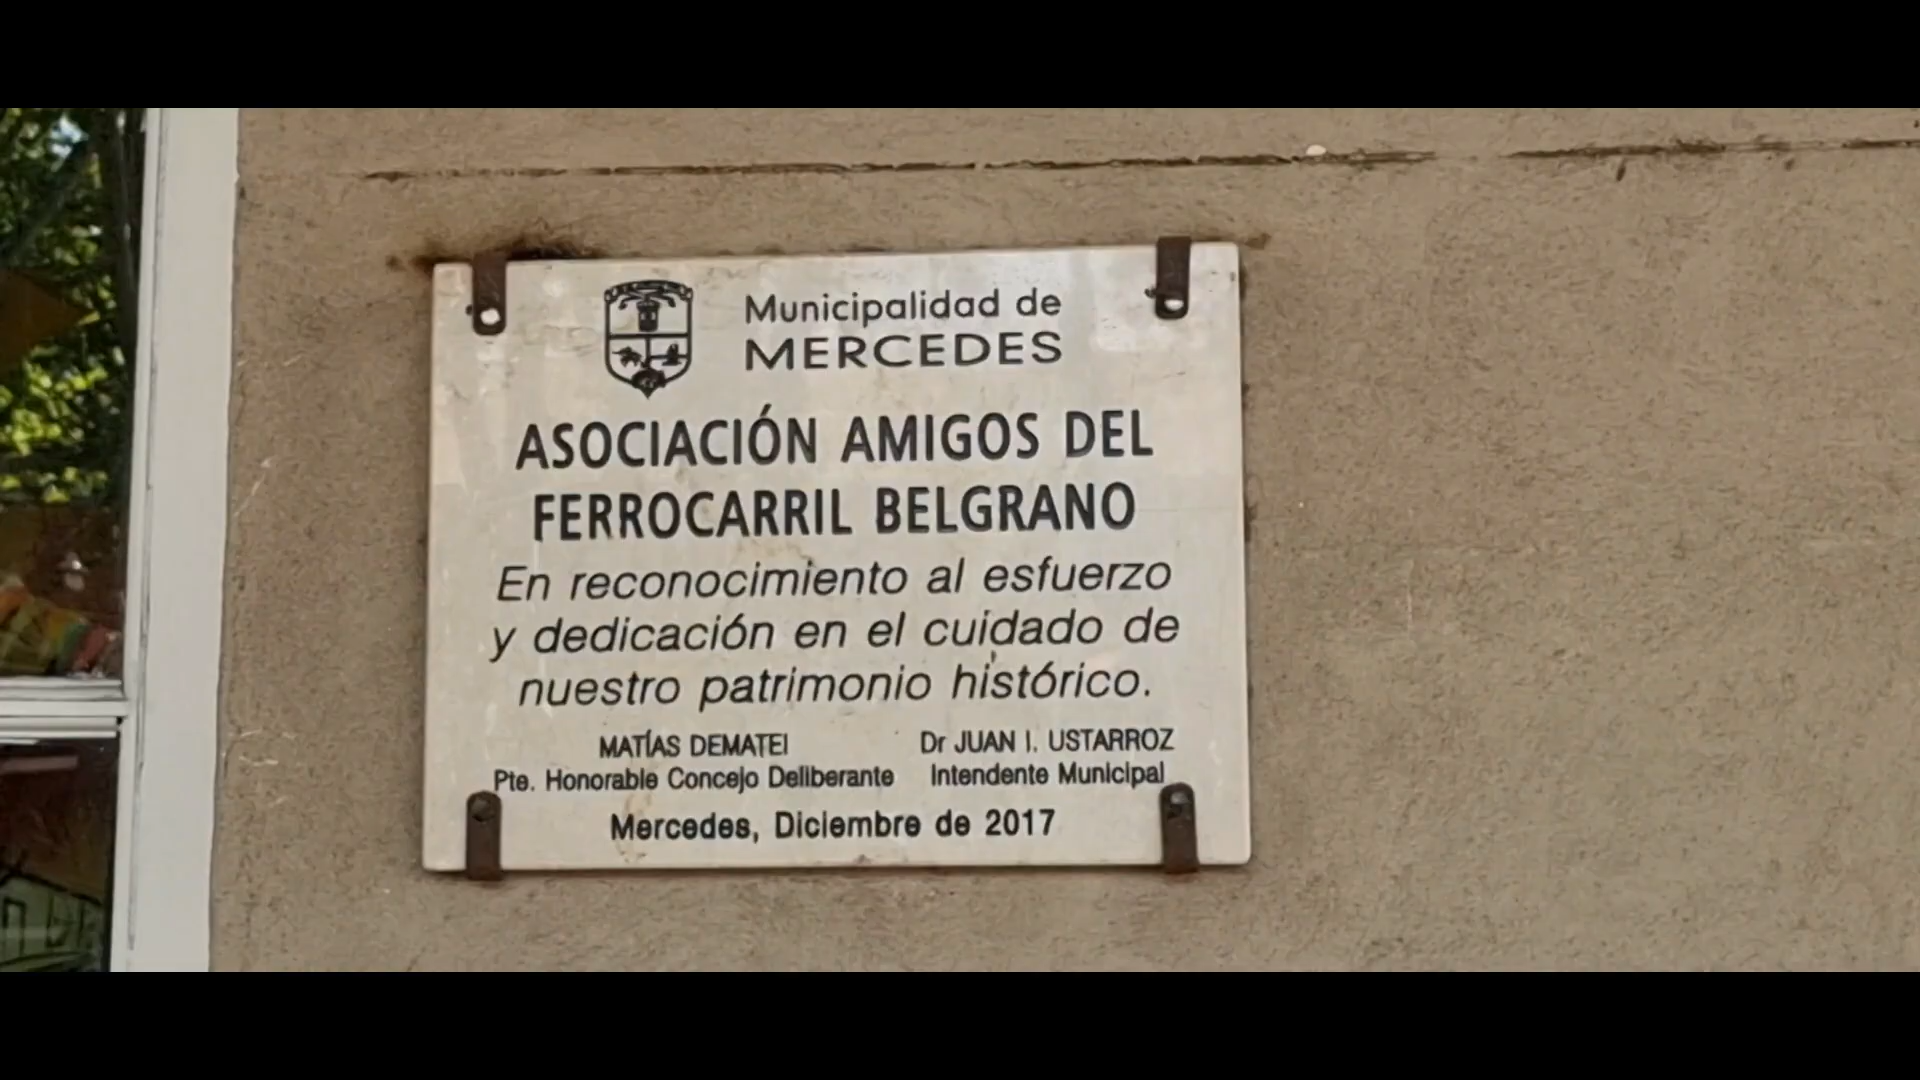 Municipalidad de
MERCEDES
ASOCIACIÓN AMIGOS DEL
FERROCARRIL BELGRANO
En reconocimiento al esfuerzo
y dedicación en el cuidado de
nuestro patrimonio histórico.
MATÍAS DEMATEI Dr JUAN I. USTARROZ
Pte. Honorable Concejo Deliberante Intendente Municipal
Mercedes, Diciembre de 2017